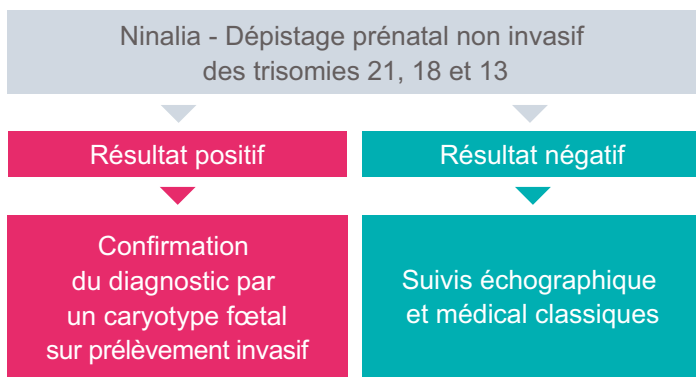 Ninalia - Dépistage prénatal non invasif
des trisomies 21, 18 et 13
Résultat positif
Résultat négatif
Confirmation
du diagnostic par
un caryotype fœtal
sur prélèvement invasif
Suivis échographique
et médical classiques